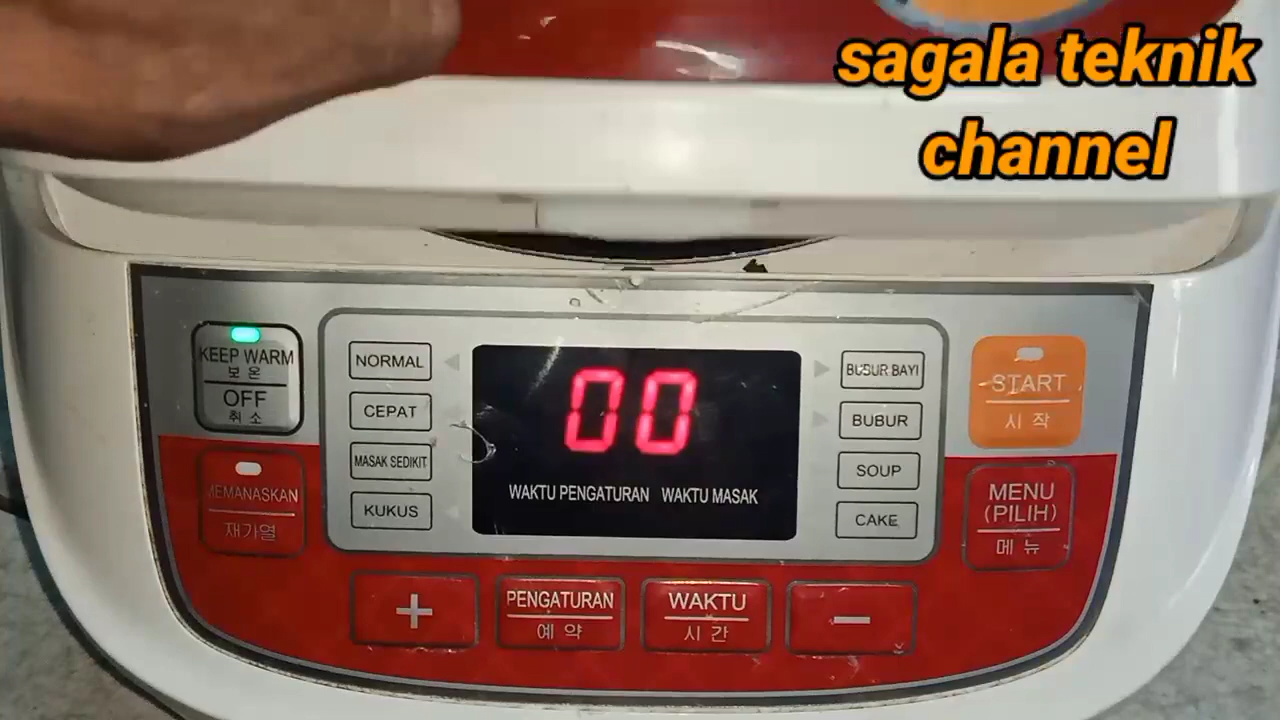 sagala teknik
channel
KEEP WARM
보온
OFF
취소
NORMAL
CEPAT
MASAK SEDIKIT
KUKUS
00
WAKTU PENGATURAN WAKTU MASAK
BUBUR BAYI
BUBUR
SOUP
CAKE
START
시작
MEMANASKAN
재가열
MENU
(PILIH)
메뉴
+
PENGATURAN
예약
WAKTU
시간
−